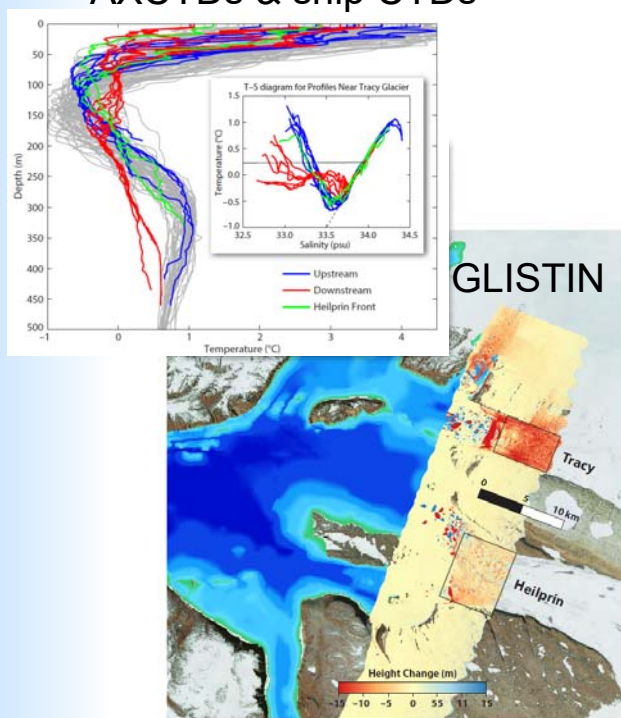 AXCTDs & ship CTDs
0
50
100
150
200
250
300
350
400
450
500
Depth (m)
−1
0
1
2
3
4
Temperature (°C)
T–S diagram for Profiles Near Tracy Glacier
1.5
1.0
0.5
0.0
−0.5
−1.0
Temperature (°C)
32.5
33.0
33.5
34.0
34.5
Salinity (psu)
Upstream
Downstream
Heilprin Front
GLISTIN
Tracy
0
5
10 km
Heilprin
Height Change (m)
−15
−10
−5
0
55
11
15